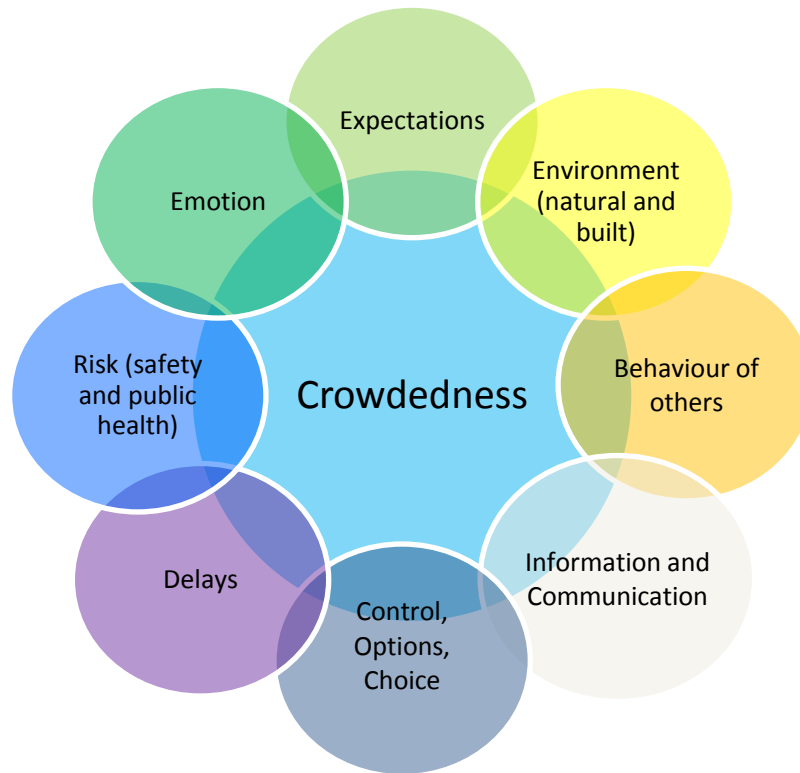 Expectations
Environment
(natural and
built)
Emotion
Risk (safety
and public
health)
Crowdedness
Behaviour of
others
Delays
Information and
Communication
Control,
Options,
Choice